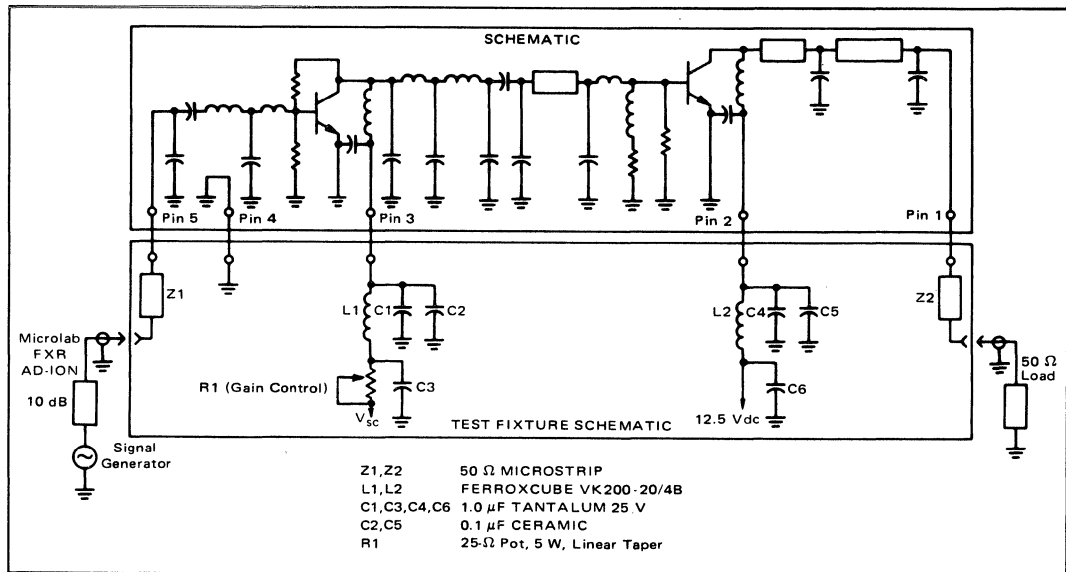 SCHEMATIC
Pin 5
Pin 4
Pin 3
Pin 2
Pin 1
Z1
L1
C1
C2
L2
C4
C5
Z2
Microlab
FXR
AD-ION
10 dB
Signal
Generator
R1 (Gain Control)
C3
Vsc
C6
12.5 Vdc
50 Ω
Load
TEST FIXTURE SCHEMATIC
Z1,Z2 50 Ω MICROSTRIP
L1,L2 FERROXCUBE VK200-20/4B
C1,C3,C4,C6 1.0 μF TANTALUM 25 V
C2,C5 0.1 μF CERAMIC
R1 25-Ω Pot, 5 W, Linear Taper